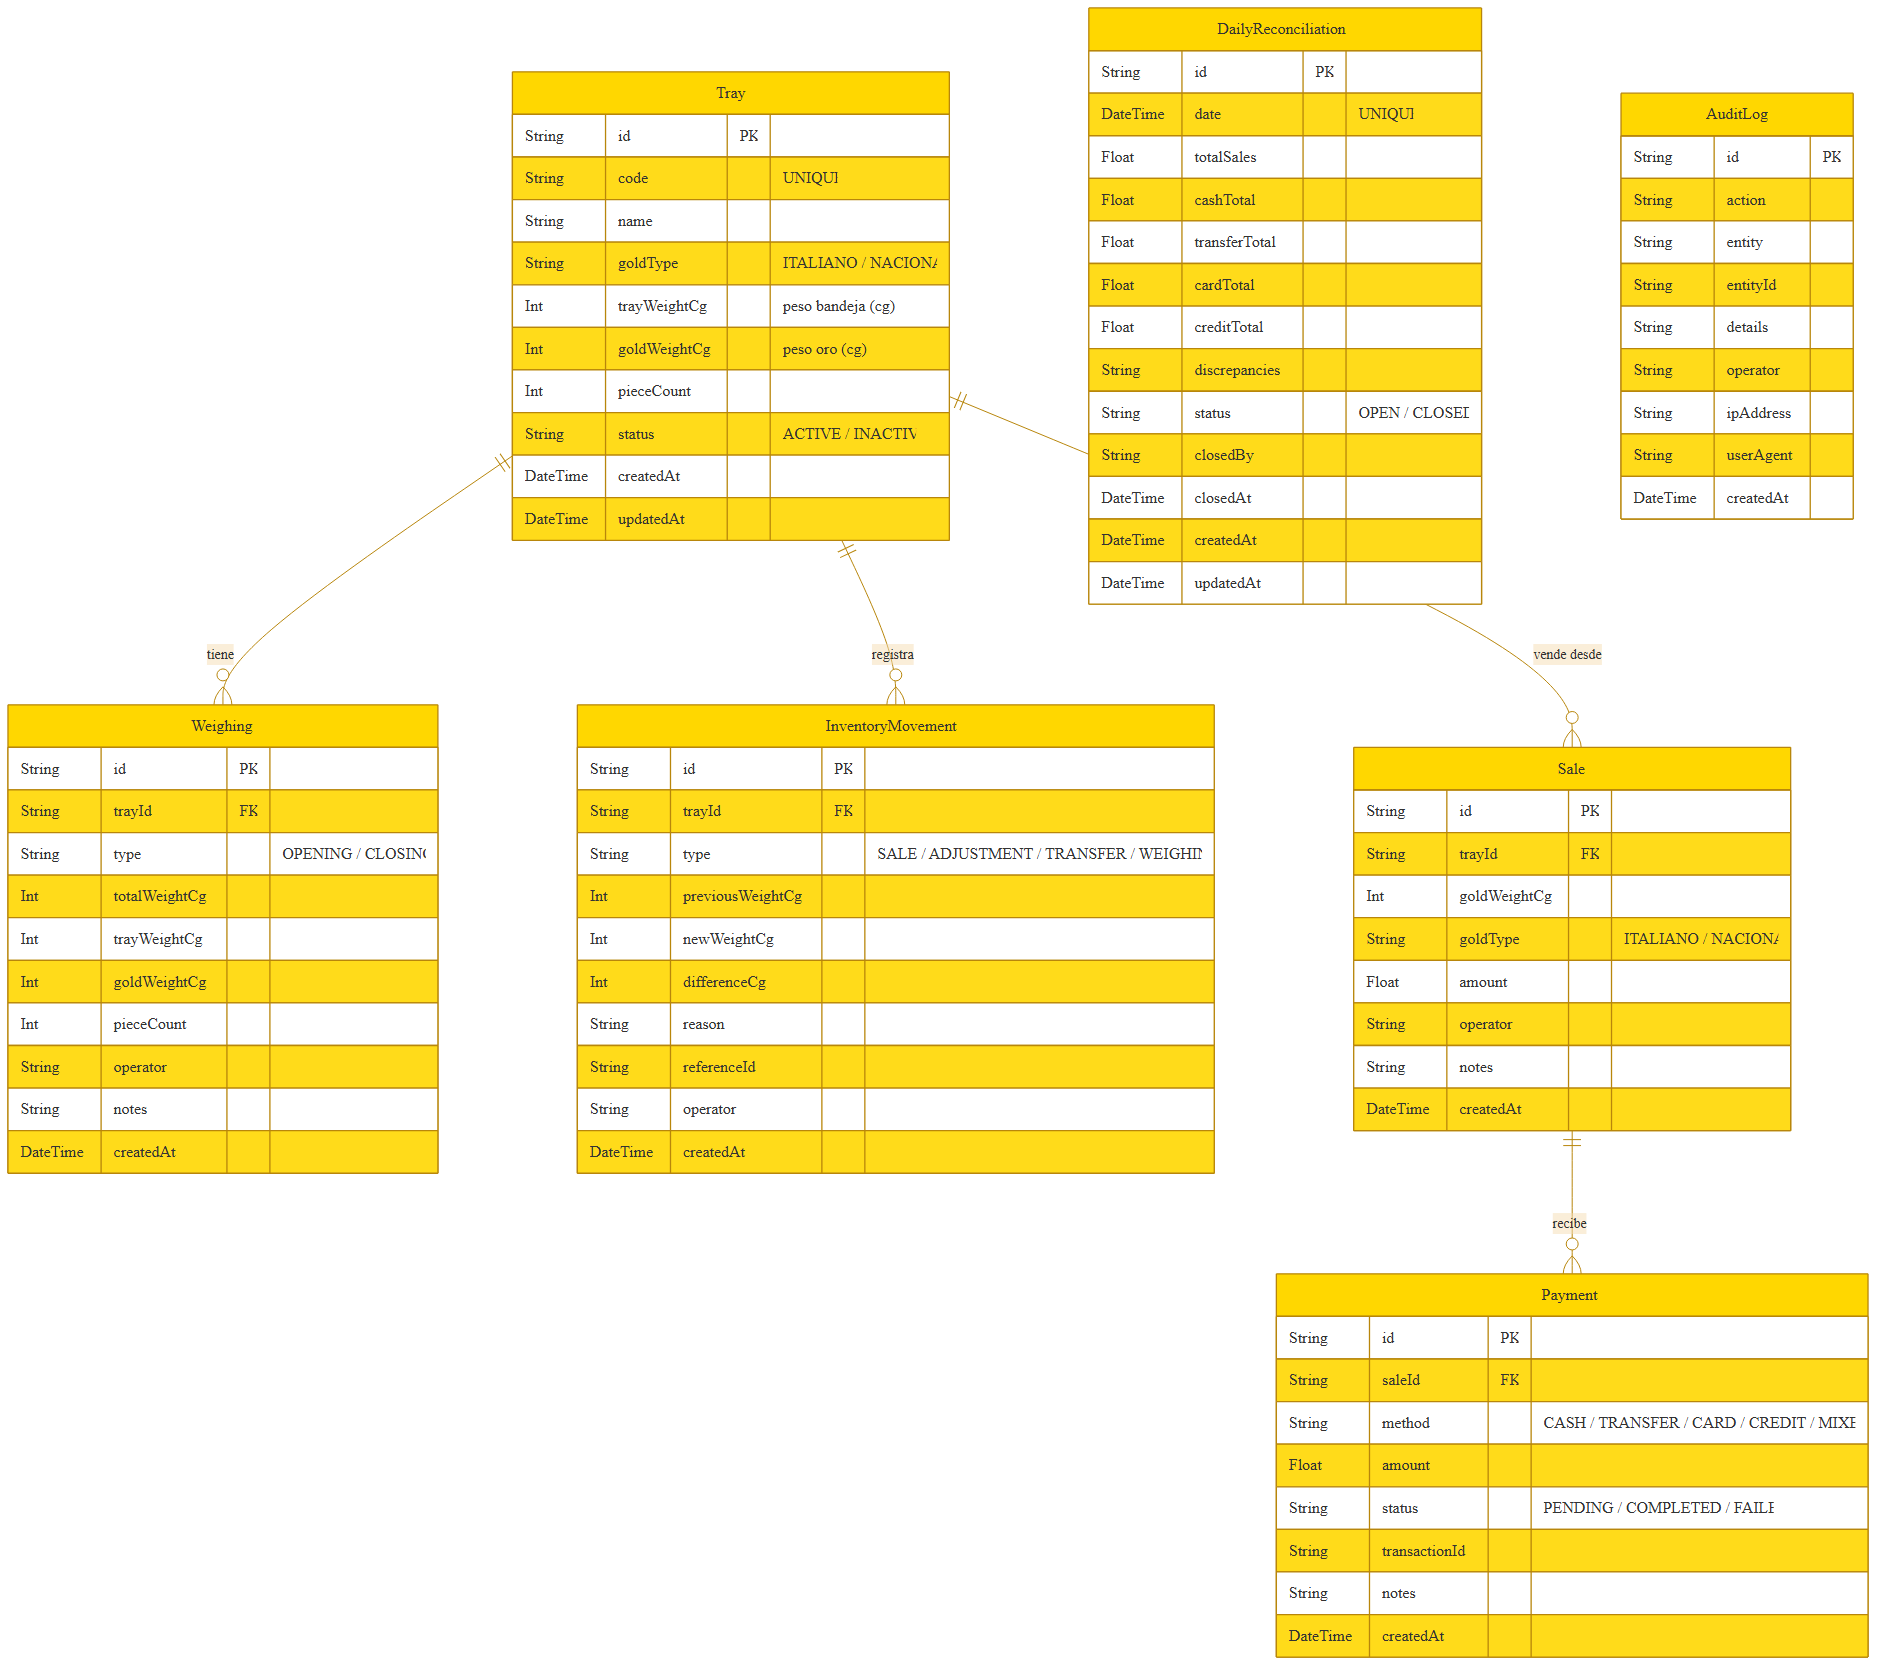 DailyReconciliation
String id PK
DateTime date UNIQUE
Float totalSales
Float cashTotal
Float transferTotal
Float cardTotal
Float creditTotal
String discrepancies
String status OPEN / CLOSED
String closedBy
DateTime closedAt
DateTime createdAt
DateTime updatedAt
Tray
String id PK
String code UNIQUE
String name
String goldType ITALIANO / NACIONA
Int trayWeightCg peso bandeja (cg)
Int goldWeightCg peso oro (cg)
Int pieceCount
String status ACTIVE / INACTIV
DateTime createdAt
DateTime updatedAt
AuditLog
String id PK
String action
String entity
String entityId
String details
String operator
String ipAddress
String userAgent
DateTime createdAt
tiene
registra
vende desde
Weighing
String id PK
String trayId FK
String type OPENING / CLOSING
Int totalWeightCg
Int trayWeightCg
Int goldWeightCg
Int pieceCount
String operator
String notes
DateTime createdAt
InventoryMovement
String id PK
String trayId FK
String type SALE / ADJUSTMENT / TRANSFER / WEIGHIN
Int previousWeightCg
Int newWeightCg
Int differenceCg
String reason
String referenceId
String operator
DateTime createdAt
Sale
String id PK
String trayId FK
Int goldWeightCg
String goldType ITALIANO / NACIONA
Float amount
String operator
String notes
DateTime createdAt
recibe
Payment
String id PK
String saleId FK
String method CASH / TRANSFER / CARD / CREDIT / MIXE
Float amount
String status PENDING / COMPLETED / FAILE
String transactionId
String notes
DateTime createdAt